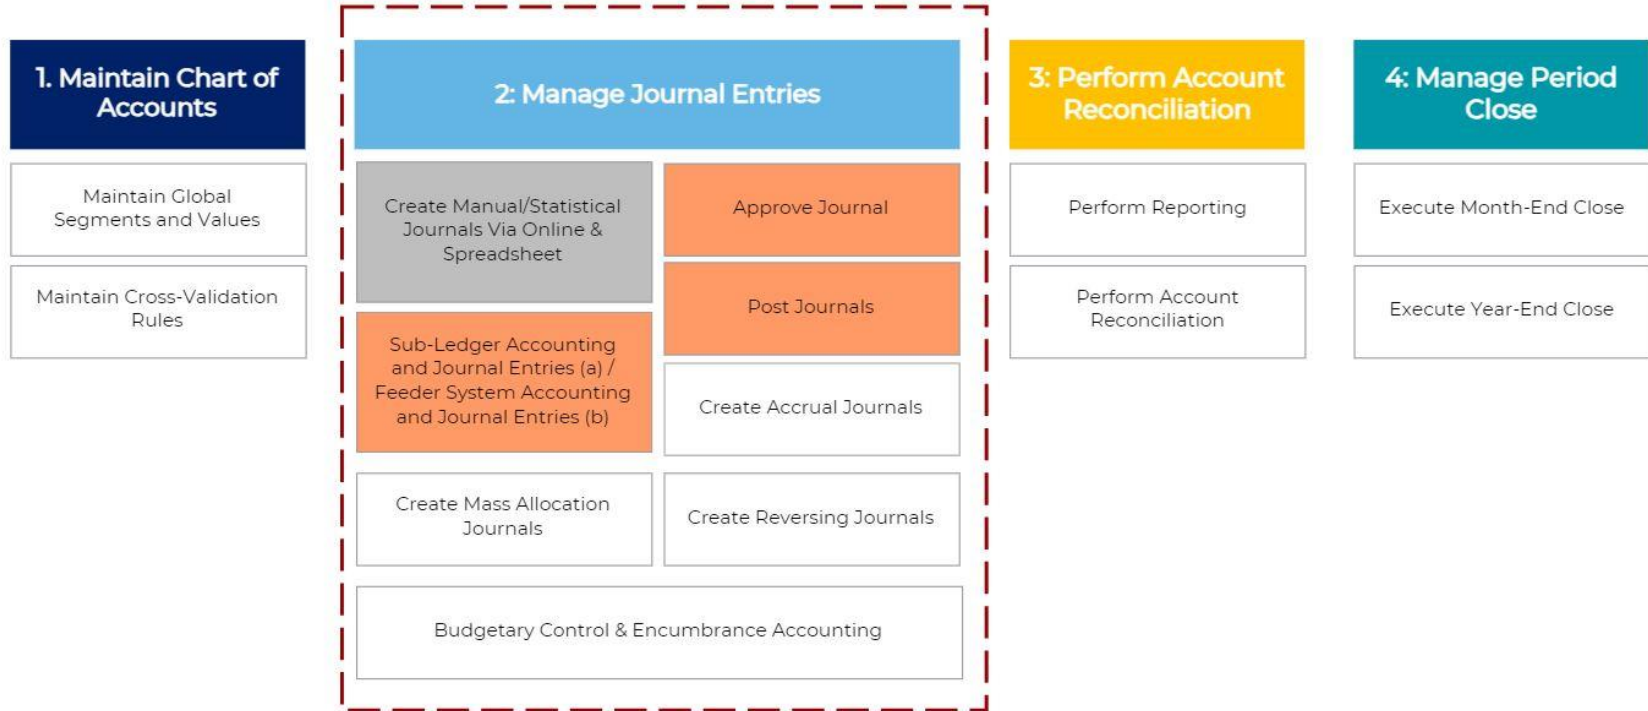 1. Maintain Chart of
Accounts
Maintain Global
Segments and Values
Maintain Cross-Validation
Rules
2: Manage Journal Entries
Create Manual/Statistical
Journals Via Online &
Spreadsheet
Sub-Ledger Accounting
and Journal Entries (a) /
Feeder System Accounting
and Journal Entries (b)
Create Mass Allocation
Journals
Approve Journal
Post Journals
Create Accrual Journals
Create Reversing Journals
Budgetary Control & Encumbrance Accounting
3: Perform Account
Reconciliation
Perform Reporting
Perform Account
Reconciliation
4: Manage Period
Close
Execute Month-End Close
Execute Year-End Close